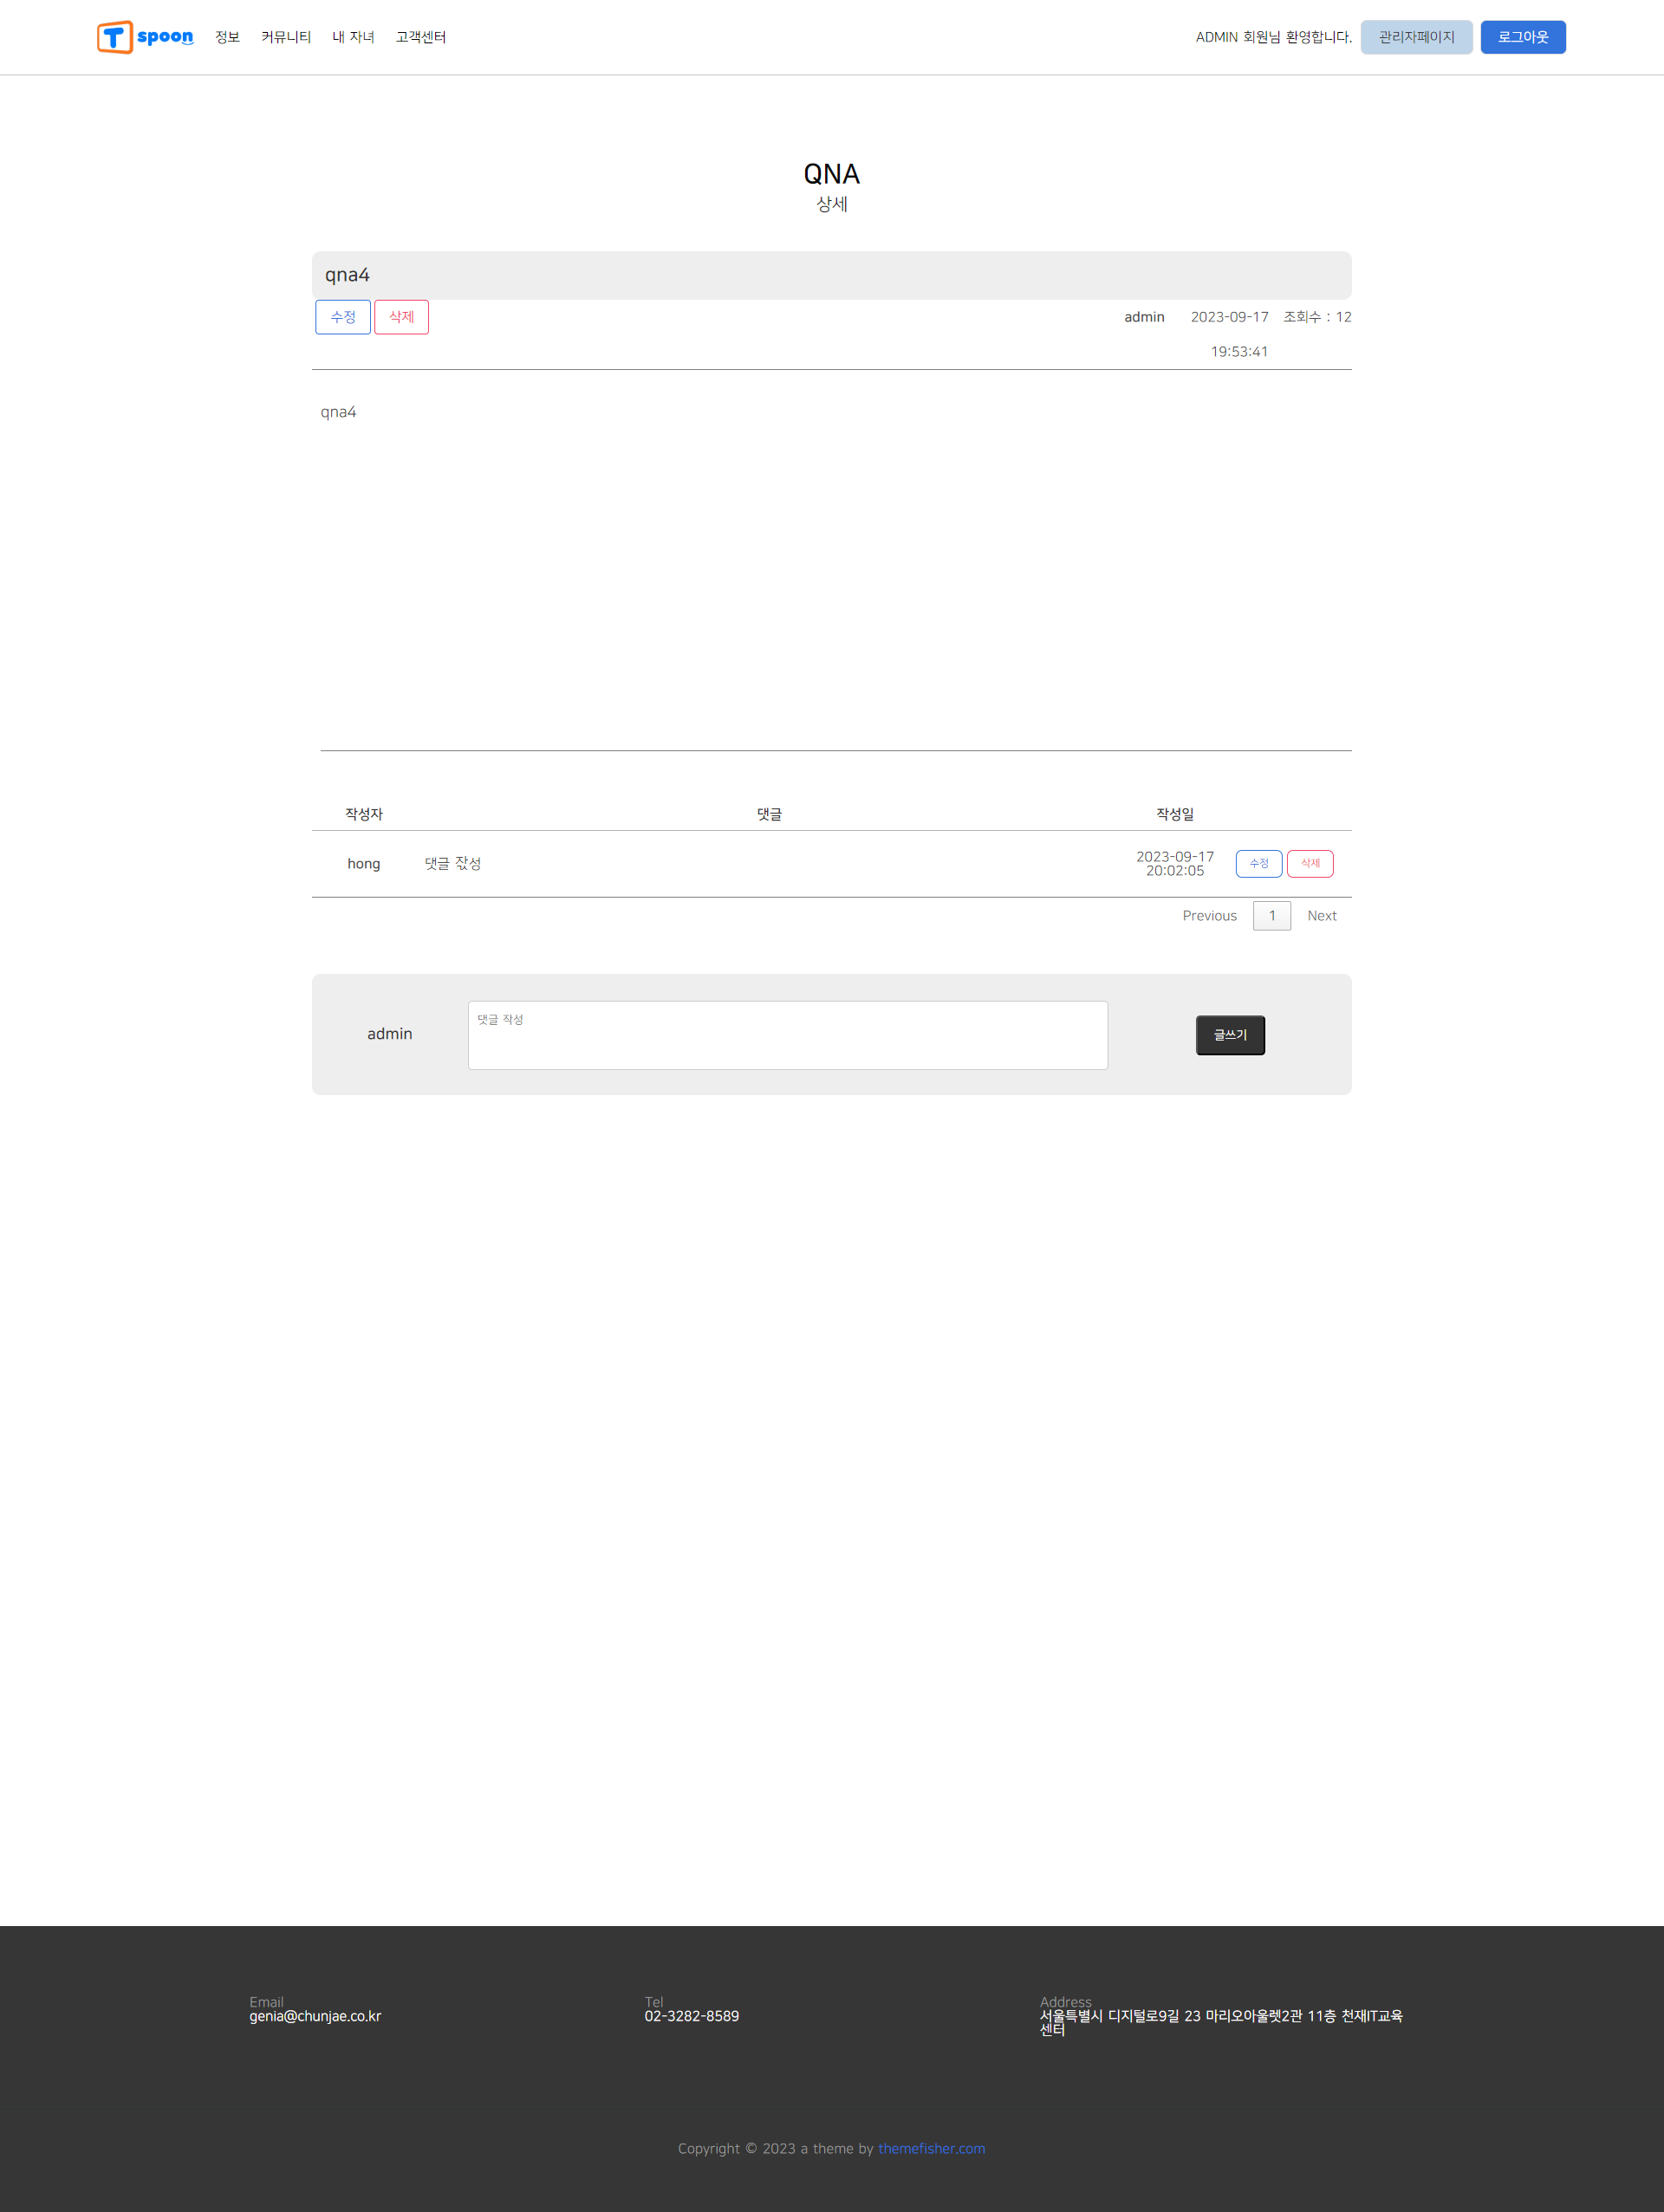 T spoon 정보 커뮤니티 내 자녀 고객센터 ADMIN 회원님 환영합니다. 관리자페이지 로그아웃
QNA
상세
qna4
수정 삭제 admin 2023-09-17 조회수 : 12
19:53:41
qna4
작성자 댓글 작성일
hong 댓글 작성 2023-09-17 20:02:05 수정 삭제
Previous 1 Next
admin 댓글 작성 글쓰기
Email Tel Address
genia@chunjae.co.kr 02-3282-8589 서울특별시 디지털로9길 23 마리오아울렛2관 11층 천재IT교육
센터
Copyright © 2023 a theme by themefisher.com